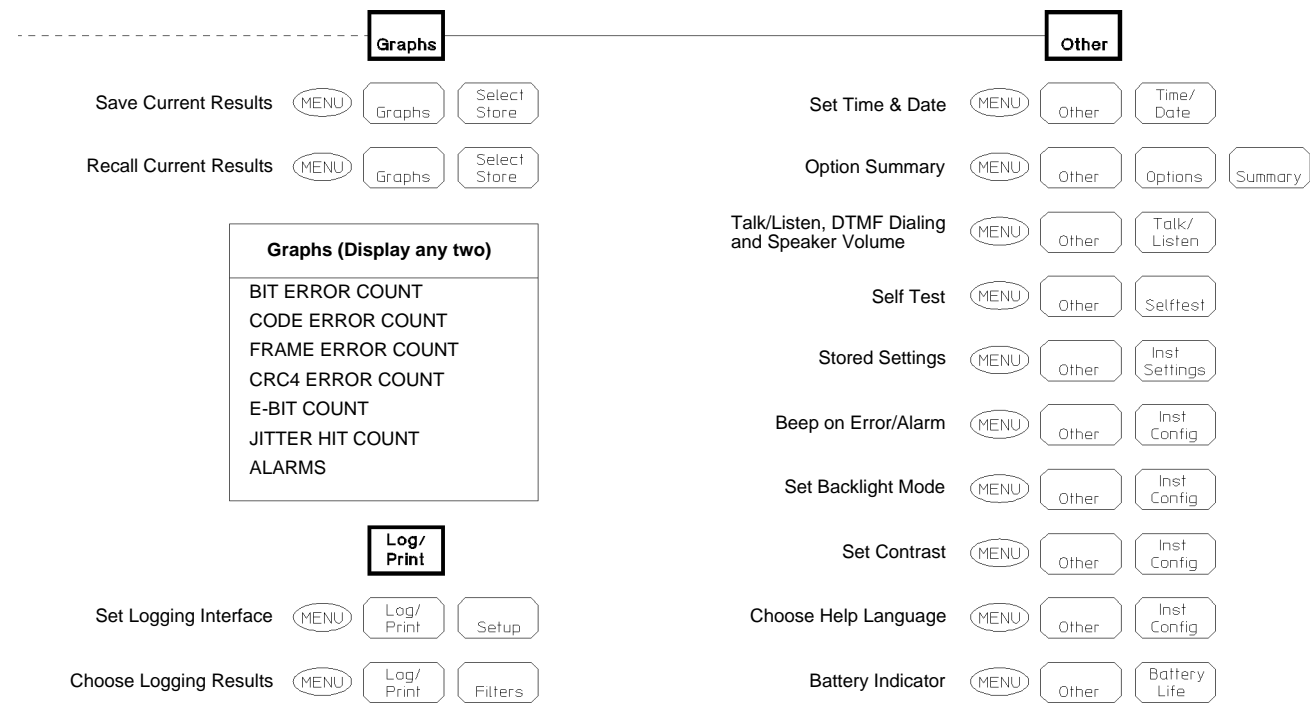 Graphs
Save Current Results MENU Graphs Select
Store
Recall Current Results MENU Graphs Select
Store
Graphs (Display any two)
BIT ERROR COUNT
CODE ERROR COUNT
FRAME ERROR COUNT
CRC4 ERROR COUNT
E-BIT COUNT
JITTER HIT COUNT
ALARMS
Log/
Print
Set Logging Interface MENU Log/
Print Setup
Choose Logging Results MENU Log/
Print Filters
Other
Set Time & Date MENU Other Time/
Date
Option Summary MENU Other Options Summary
Talk/Listen, DTMF Dialing
and Speaker Volume MENU Other Talk/
Listen
Self Test MENU Other Selftest
Stored Settings MENU Other Inst
Settings
Beep on Error/Alarm MENU Other Inst
Config
Set Backlight Mode MENU Other Inst
Config
Set Contrast MENU Other Inst
Config
Choose Help Language MENU Other Inst
Config
Battery Indicator MENU Other Battery
Life